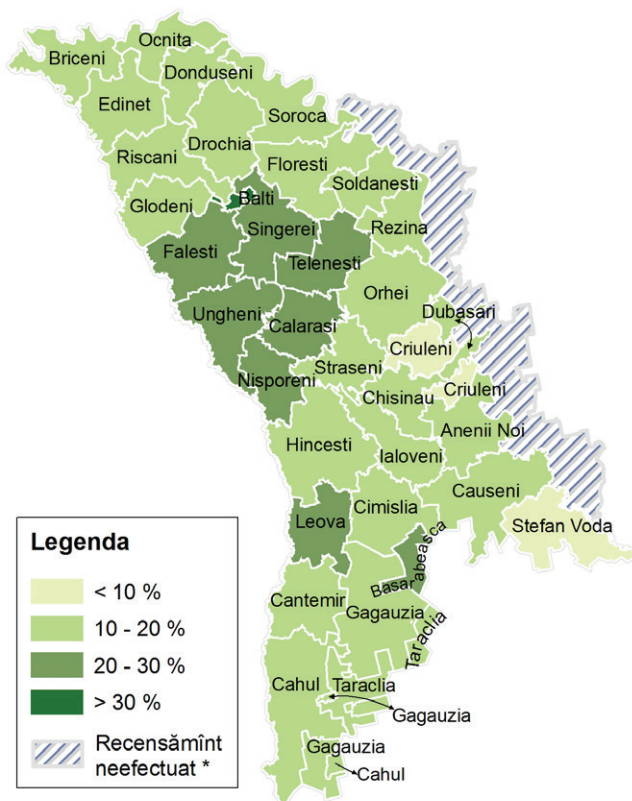 Ocnita
Briceni
Donduseni
Edinet
Soroca
Drochia
Riscani
Floresti
Soldanesti
Glodeni
Balti
Singerei
Rezina
Falesti
Telenesti
Orhei
Ungheni
Dubasari
Calarasi
Criuleni
Straseni
Nisporeni
Chisinau
Criuleni
Anenii Noi
Hincesti
Ialoveni
Causeni
Cimislia
Leova
Stefan Voda
Basarabeasca
Cantemir
Gagauzia
Taraclia
Cahul
Taraclia
Gagauzia
Gagauzia
Cahul
Legenda
< 10 %
10 - 20 %
20 - 30 %
> 30 %
Recensămînt
neefectuat *